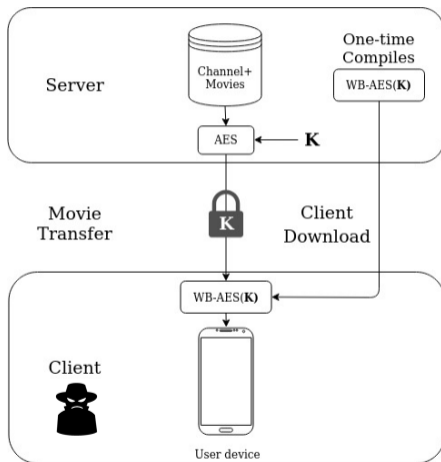 One-time
Compiles
Channel+
Movies
Server
WB-AES(K)
AES
K
K
Movie
Transfer
Client
Download
WB-AES(K)
Client
User device